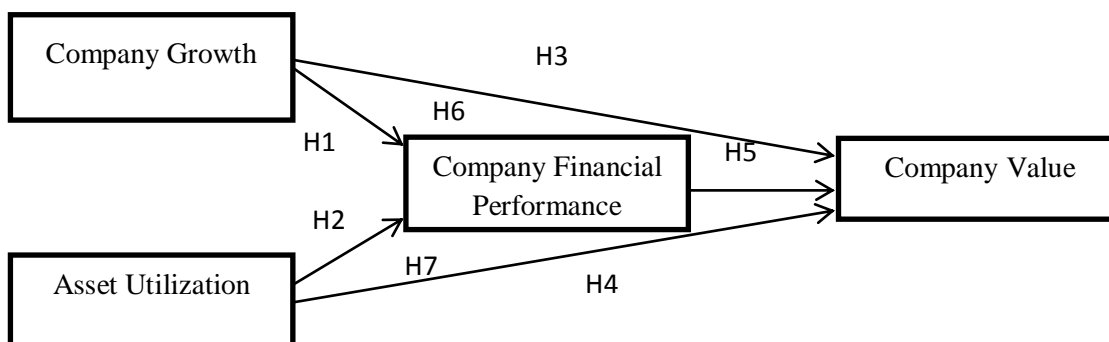 Company Growth
H3
H6
H1
H5
Company Financial
Performance
Company Value
H2
H7
H4
Asset Utilization